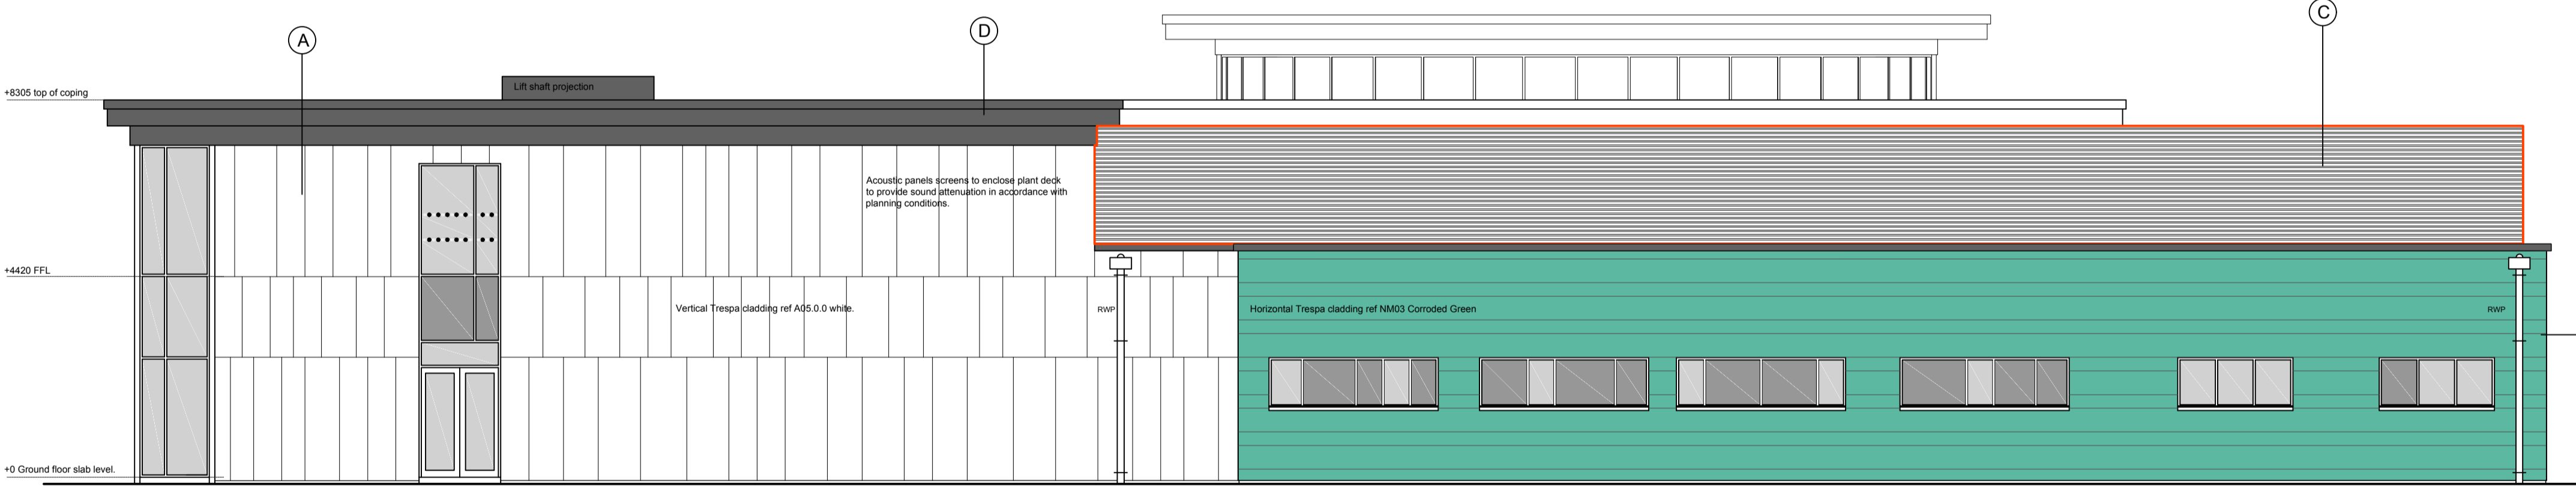 A
D
C
Lift shaft projection
+8305 top of coping
Acoustic panels screens to enclose plant deck
to provide sound attenuation in accordance with
planning conditions.
+4420 FFL
Vertical Trespa cladding ref A05.0.0 white.
RWP
Horizontal Trespa cladding ref NM03 Corroded Green
RWP
+0 Ground floor slab level.